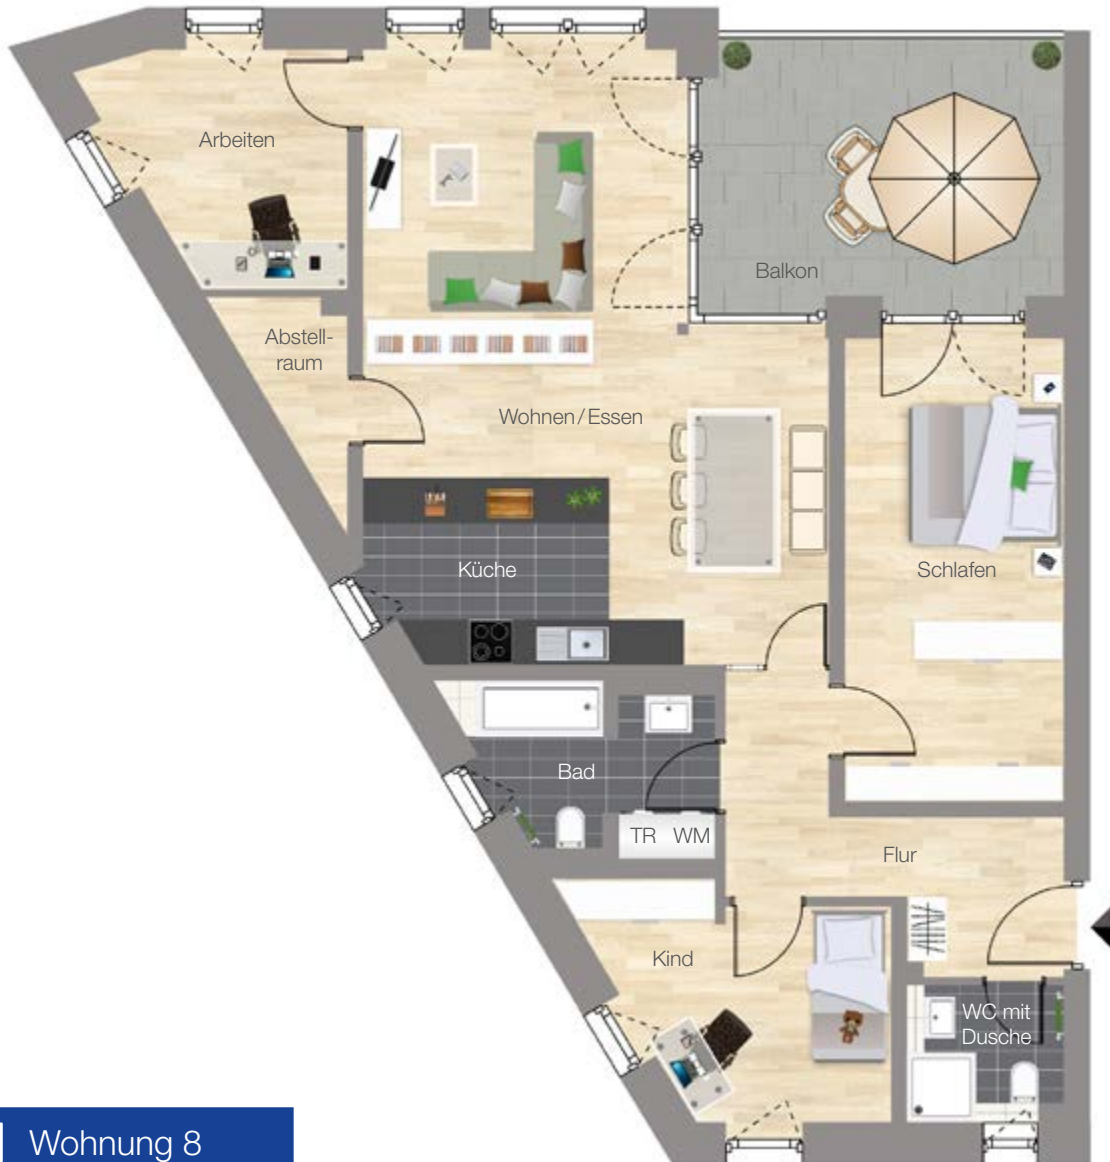 Arbeiten
Balkon
Abstell-
raum
Wohnen / Essen
Küche
Schlafen
Bad
TR WM
Flur
Kind
WC mit
Dusche
Wohnung 8